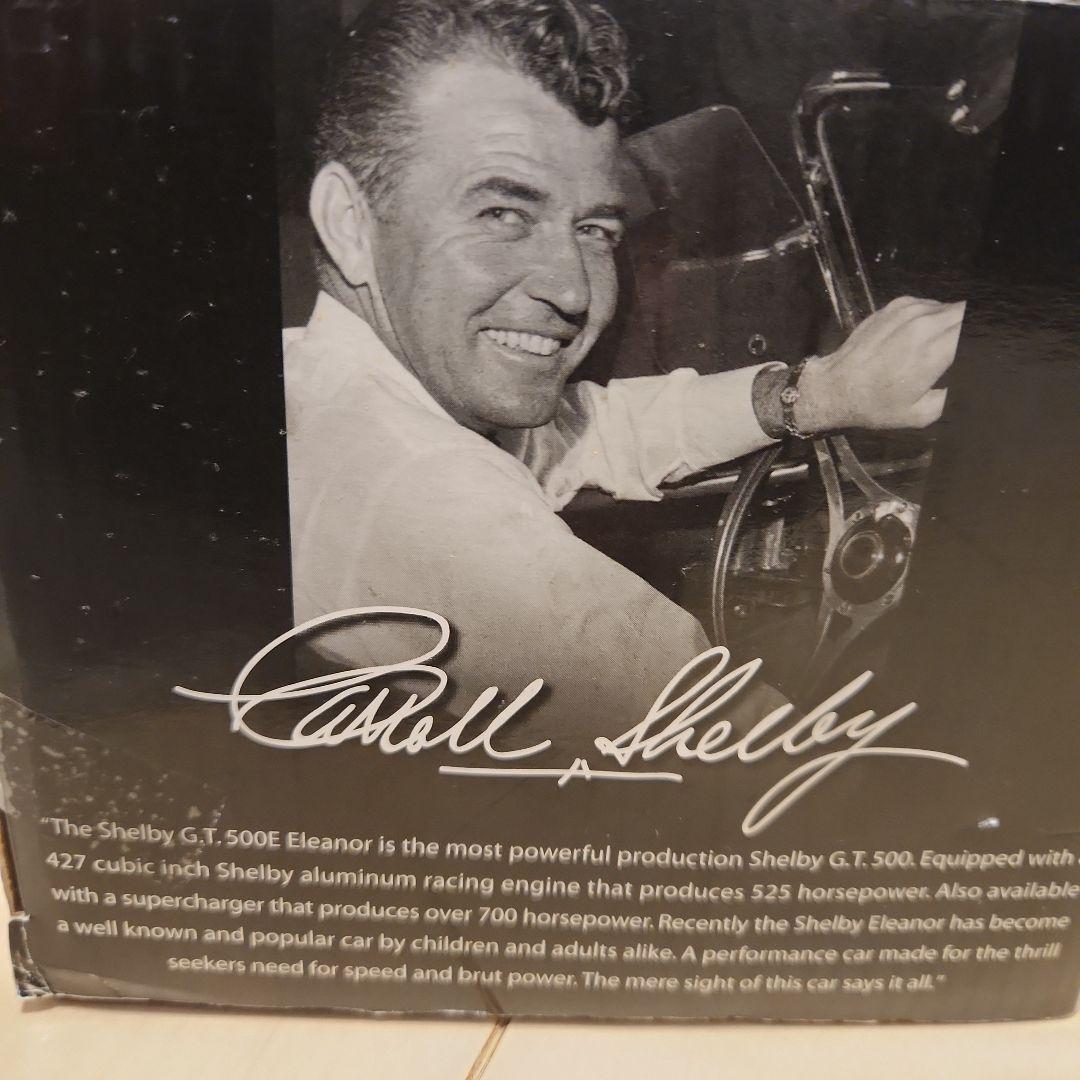 Carroll Shelby
"The Shelby G.T. 500E Eleanor is the most powerful production Shelby G.T. 500. Equipped with
427 cubic inch Shelby aluminum racing engine that produces 525 horsepower. Also available
with a supercharger that produces over 700 horsepower. Recently the Shelby Eleanor has become
a well known and popular car by children and adults alike. A performance car made for the thrill
seekers need for speed and brut power. The mere sight of this car says it all."